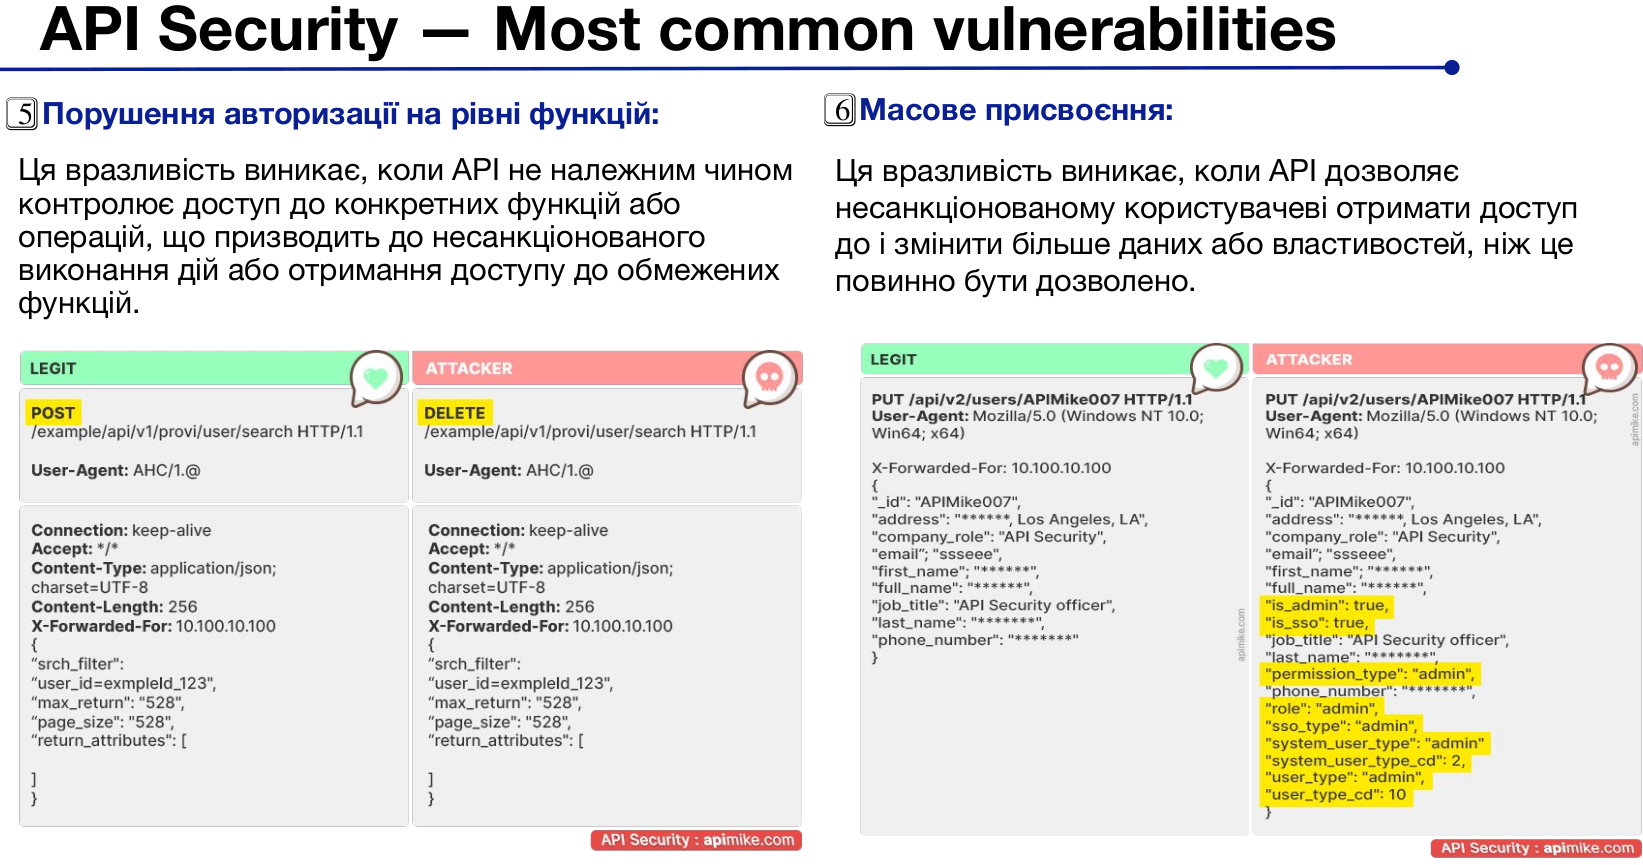 API Security — Most common vulnerabilities
5 Порушення авторизації на рівні функцій:
Ця вразливість виникає, коли API не належним чином
контролює доступ до конкретних функцій або
операцій, що призводить до несанкціонованого
виконання дій або отримання доступу до обмежених
функцій.
LEGIT
POST
/example/api/v1/provi/user/search HTTP/1.1
User-Agent: AHC/1.@
Connection: keep-alive
Accept: */*
Content-Type: application/json;
charset=UTF-8
Content-Length: 256
X-Forwarded-For: 10.100.10.100
{
“srch_filter":
“user_id=exmpleId_123",
“max_return": "528",
“page_size": "528",
“return_attributes": [
]
}
ATTACKER
DELETE
/example/api/v1/provi/user/search HTTP/1.1
User-Agent: AHC/1.@
Connection: keep-alive
Accept: */*
Content-Type: application/json;
charset=UTF-8
Content-Length: 256
X-Forwarded-For: 10.100.10.100
{
“srch_filter":
“user_id=exmpleId_123",
“max_return": "528",
“page_size": "528",
“return_attributes": [
]
}
API Security : apimike.com
6 Масове присвоєння:
Ця вразливість виникає, коли API дозволяє
несанкціонованому користувачеві отримати доступ
до і змінити більше даних або властивостей, ніж це
повинно бути дозволено.
LEGIT
PUT /api/v2/users/APIMike007 HTTP/1.1
User-Agent: Mozilla/5.0 (Windows NT 10.0;
Win64; x64)
X-Forwarded-For: 10.100.10.100
{
"_id": "APIMike007",
"address": "******, Los Angeles, LA",
"company_role": "API Security",
"email”; "ssseee",
"first_name"; "******",
"full_name": "******",
"job_title": "API Security officer",
"last_name": "*******",
"phone_number": "*******"
}
apimike.com
ATTACKER
PUT /api/v2/users/APIMike007 HTTP/1.1
User-Agent: Mozilla/5.0 (Windows NT 10.0;
Win64; x64)
X-Forwarded-For: 10.100.10.100
{
"_id": "APIMike007",
"address": "******, Los Angeles, LA",
"company_role": "API Security",
"email”; "ssseee",
"first_name"; "******",
"full_name": "******",
"is_admin": true,
"is_sso": true,
"job_title": "API Security officer",
"last_name": "*******",
"permission_type": "admin",
"phone_number": "*******",
"role": "admin",
"sso_type": "admin",
"system_user_type": "admin"
"system_user_type_cd": 2,
"user_type": "admin",
"user_type_cd": 10
}
apimike.com
API Security : apimike.com